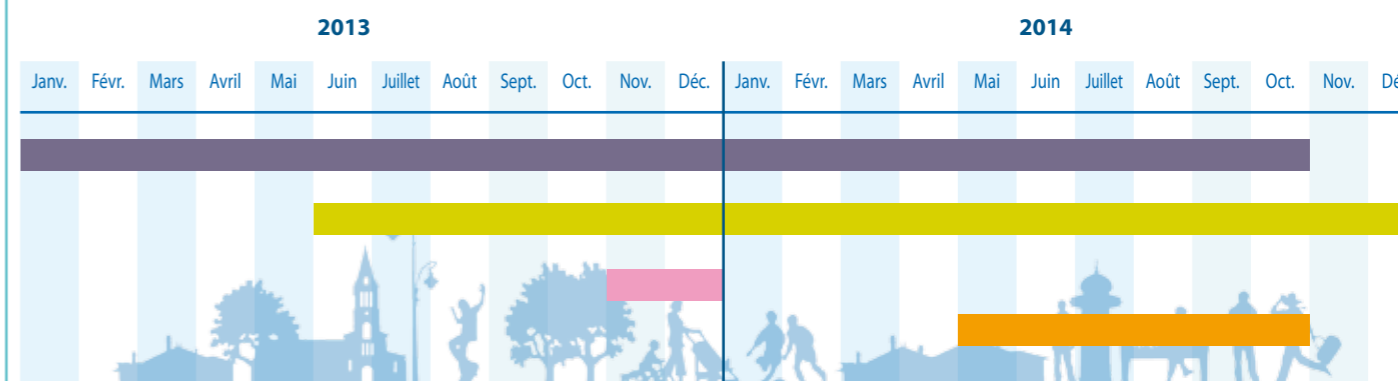 2013 2014
Janv. Févr. Mars Avril Mai Juin Juillet Août Sept. Oct. Nov. Déc. Janv. Févr. Mars Avril Mai Juin Juillet Août Sept. Oct. Nov.